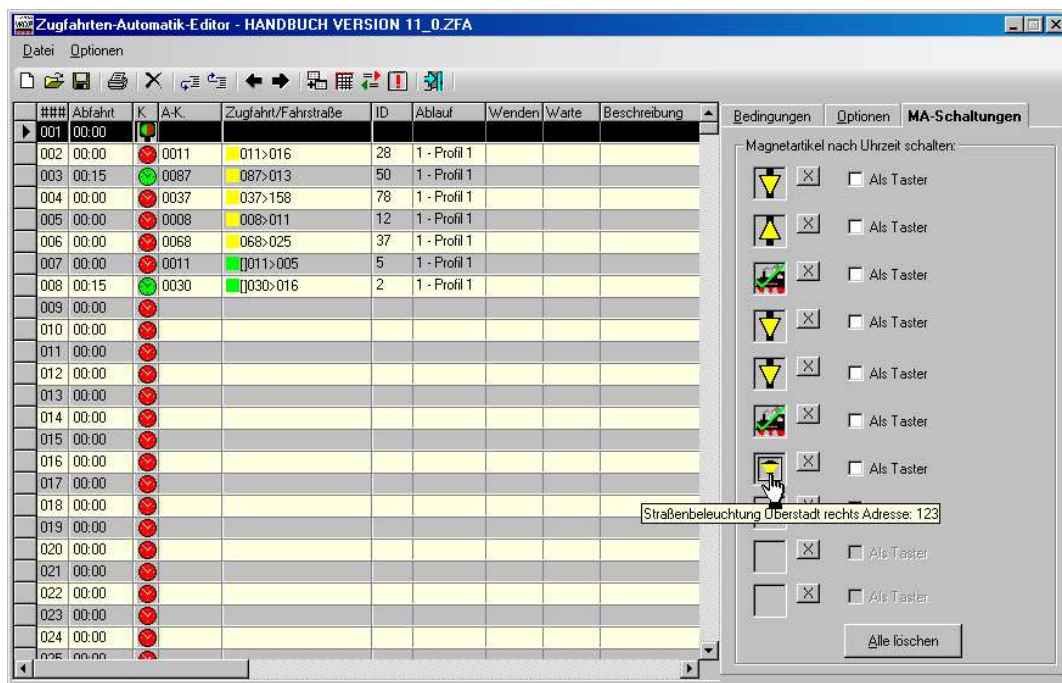 Zugfahrten-Automatik-Editor - HANDBUCH VERSION 11_0.ZFA
Datei Optionen
### Abfahrt K. A-K. Zugfahrt/Fahrstraße ID Ablauf Wenden Warte Beschreibung
001 00:00
002 00:00 0011 011>016 28 1 - Profil 1
003 00:15 0087 087>013 50 1 - Profil 1
004 00:00 0037 037>158 78 1 - Profil 1
005 00:00 0008 008>011 12 1 - Profil 1
006 00:00 0068 068>025 37 1 - Profil 1
007 00:00 0011 []011>005 5 1 - Profil 1
008 00:15 0030 []030>016 2 1 - Profil 1
009 00:00
010 00:00
011 00:00
012 00:00
013 00:00
014 00:00
015 00:00
016 00:00
017 00:00
018 00:00
019 00:00
020 00:00
021 00:00
022 00:00
023 00:00
024 00:00
025 00:00
Bedingungen Optionen MA-Schaltungen
Magnetartikel nach Uhrzeit schalten:
X Als Taster
X Als Taster
X Als Taster
X Als Taster
X Als Taster
X Als Taster
X Als Taster
Straßenbeleuchtung Überstadt rechts Adresse: 123
X Als Taster
X Als Taster
Alle löschen